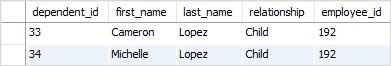 dependent_id first_name last_name relationship employee_id
33 Cameron Lopez Child 192
34 Michelle Lopez Child 192